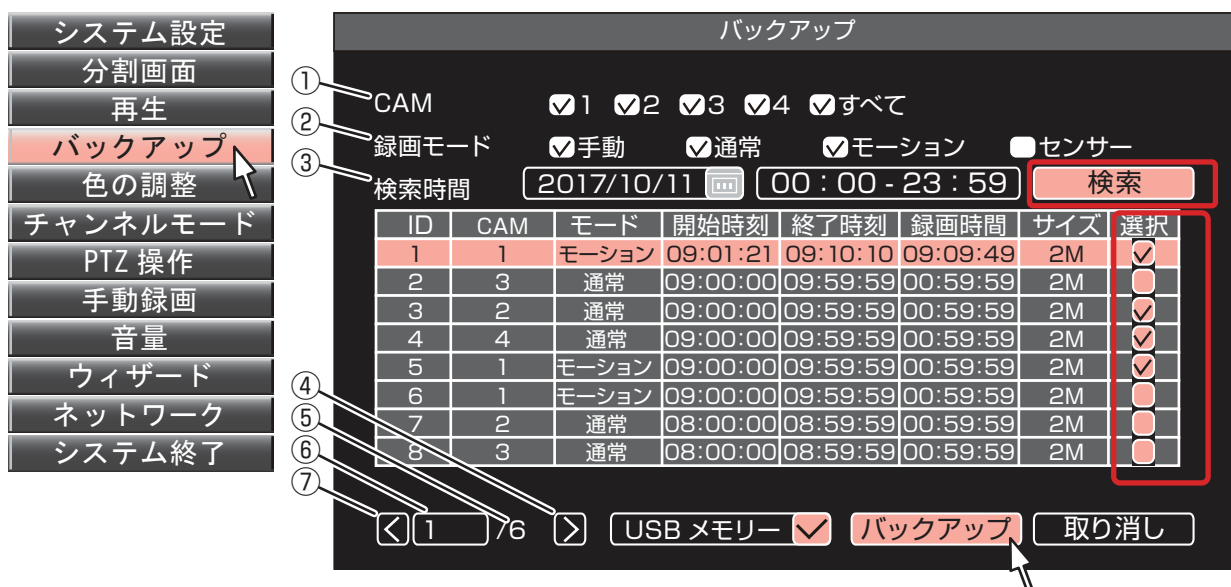 システム設定
分割画面
再生
バックアップ
色の調整
チャンネルモード
PTZ 操作
手動録画
音量
ウィザード
ネットワーク
システム終了
バックアップ
① CAM 1 2 3 4 すべて
② 録画モード 手動 通常 モーション センサー
③ 検索時間 2017/10/11 00：00 - 23：59 検索
ID CAM モード 開始時刻 終了時刻 録画時間 サイズ 選択
1 1 モーション 09:01:21 09:10:10 09:09:49 2M
2 3 通常 09:00:00 09:59:59 00:59:59 2M
3 2 通常 09:00:00 09:59:59 00:59:59 2M
4 4 通常 09:00:00 09:59:59 00:59:59 2M
5 1 モーション 09:00:00 09:59:59 00:59:59 2M
6 1 モーション 09:00:00 09:59:59 00:59:59 2M
7 2 通常 08:00:00 08:59:59 00:59:59 2M
8 3 通常 08:00:00 08:59:59 00:59:59 2M
④
⑤
⑥
⑦
< 1 /6 > USB メモリー バックアップ 取り消し